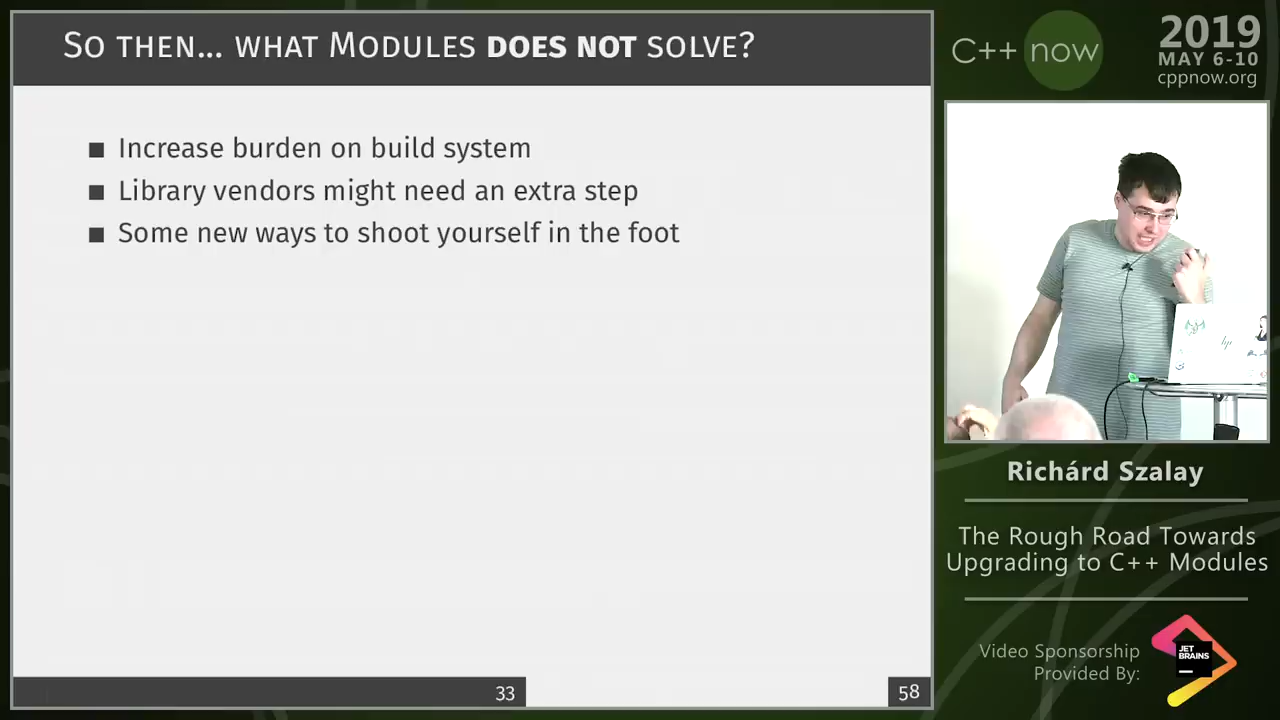 So then... what Modules does not solve?
Increase burden on build system
Library vendors might need an extra step
Some new ways to shoot yourself in the foot
33
58
C++ now
2019
MAY 6-10
cppnow.org
Richárd Szalay
The Rough Road Towards
Upgrading to C++ Modules
Video Sponsorship
Provided By:
JET
BRAINS